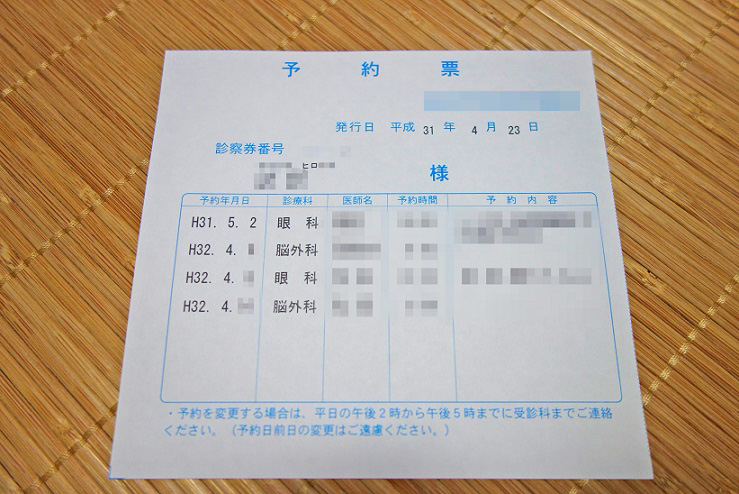 予約票
発行日 平成 31 年 4 月 23 日
診察券番号
ヒロ
様
予約年月日 診療科 医師名 予約時間 予約内容
H31. 5. 2 眼科
H32. 4. 脳外科
H32. 4. 眼科
H32. 4. 脳外科
・予約を変更する場合は、平日の午後2時から午後5時までに受診科までご連絡
ください。（予約日前日の変更はご遠慮ください。）